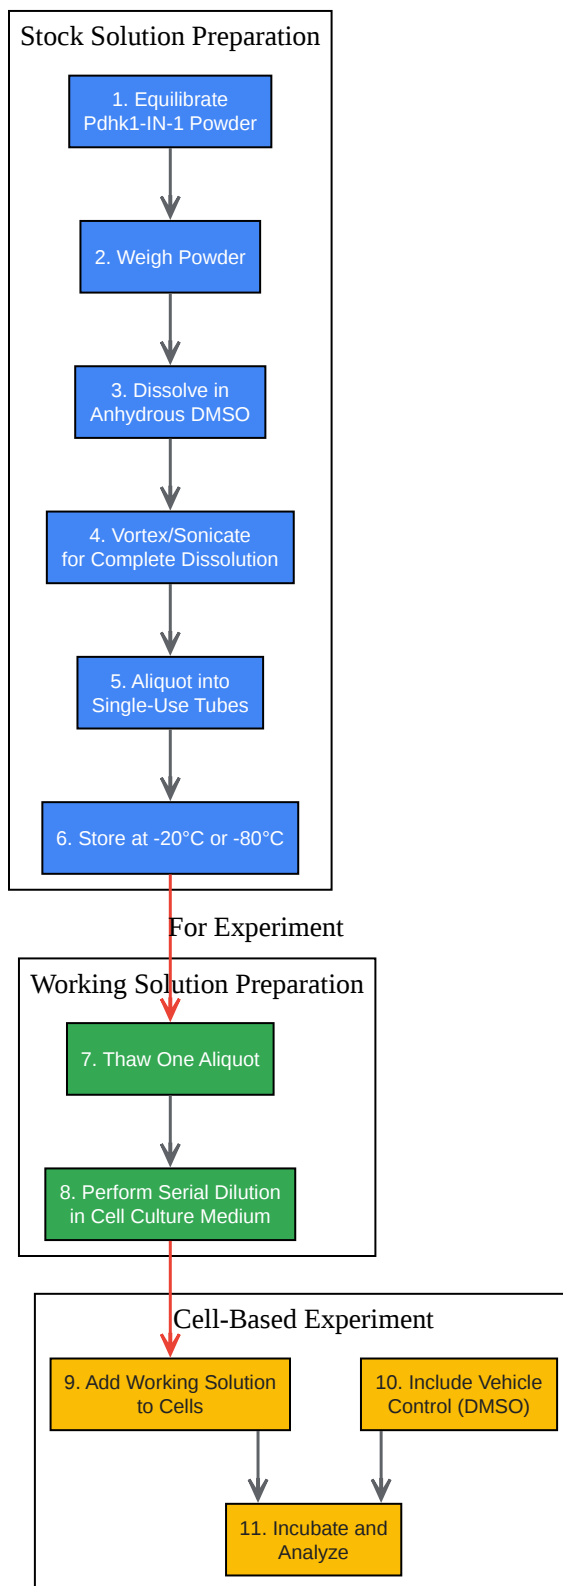 Stock Solution Preparation
1. Equilibrate
Pdhk1-IN-1 Powder
2. Weigh Powder
3. Dissolve in
Anhydrous DMSO
4. Vortex/Sonicate
for Complete Dissolution
5. Aliquot into
Single-Use Tubes
6. Store at -20°C or -80°C
For Experiment
Working Solution Preparation
7. Thaw One Aliquot
8. Perform Serial Dilution
in Cell Culture Medium
Cell-Based Experiment
9. Add Working Solution
to Cells
10. Include Vehicle
Control (DMSO)
11. Incubate and
Analyze